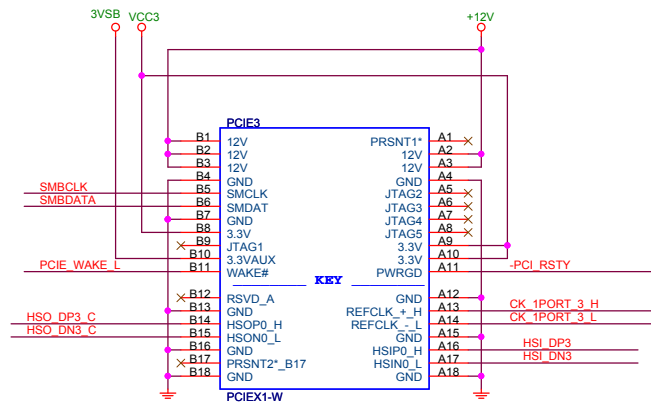 3VSB VCC3 +12V
PCIE3
B1 12V PRSNT1* A1
B2 12V 12V A2
B3 12V 12V A3
B4 GND GND A4
SMBCLK B5 SMCLK JTAG2 A5
SMBDATA B6 SMDAT JTAG3 A6
B7 GND JTAG4 A7
B8 3.3V JTAG5 A8
B9 JTAG1 3.3V A9
B10 3.3VAUX 3.3V A10
PCIE_WAKE_L B11 WAKE# PWRGD A11 -PCI_RSTY
KEY
B12 RSVD_A GND A12
B13 GND REFCLK_+_H A13 CK_1PORT_3_H
HSO_DP3_C B14 HSOP0_H REFCLK_-_L A14 CK_1PORT_3_L
HSO_DN3_C B15 HSON0_L GND A15
B16 GND HSIP0_H A16 HSI_DP3
B17 PRSNT2*_B17 HSIN0_L A17 HSI_DN3
B18 GND GND A18
PCIEX1-W